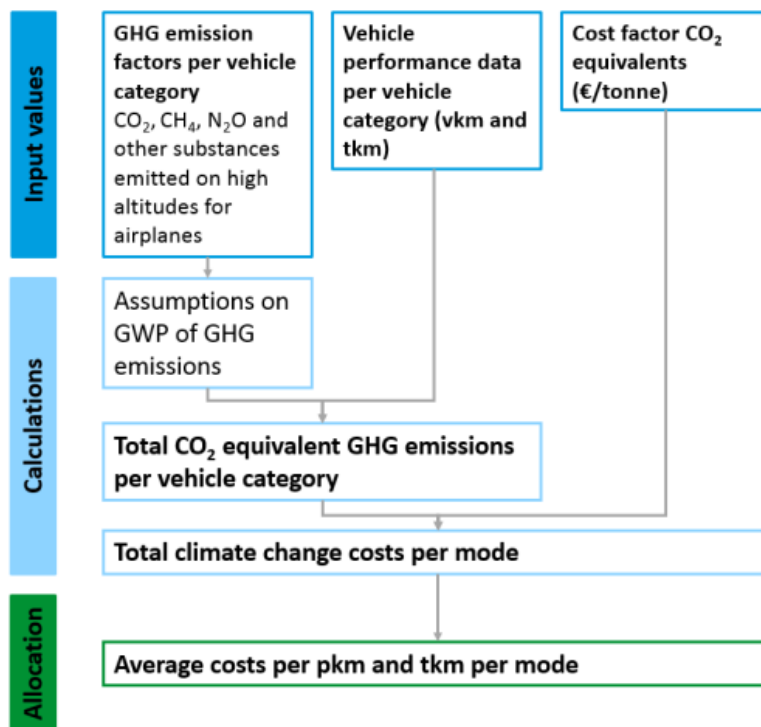 Input values
GHG emission
factors per vehicle
category
CO₂, CH₄, N₂O and
other substances
emitted on high
altitudes for
airplanes
Vehicle
performance data
per vehicle
category (vkm and
tkm)
Cost factor CO₂
equivalents
(€/tonne)
Calculations
Assumptions on
GWP of GHG
emissions
Total CO₂ equivalent GHG emissions
per vehicle category
Total climate change costs per mode
Allocation
Average costs per pkm and tkm per mode